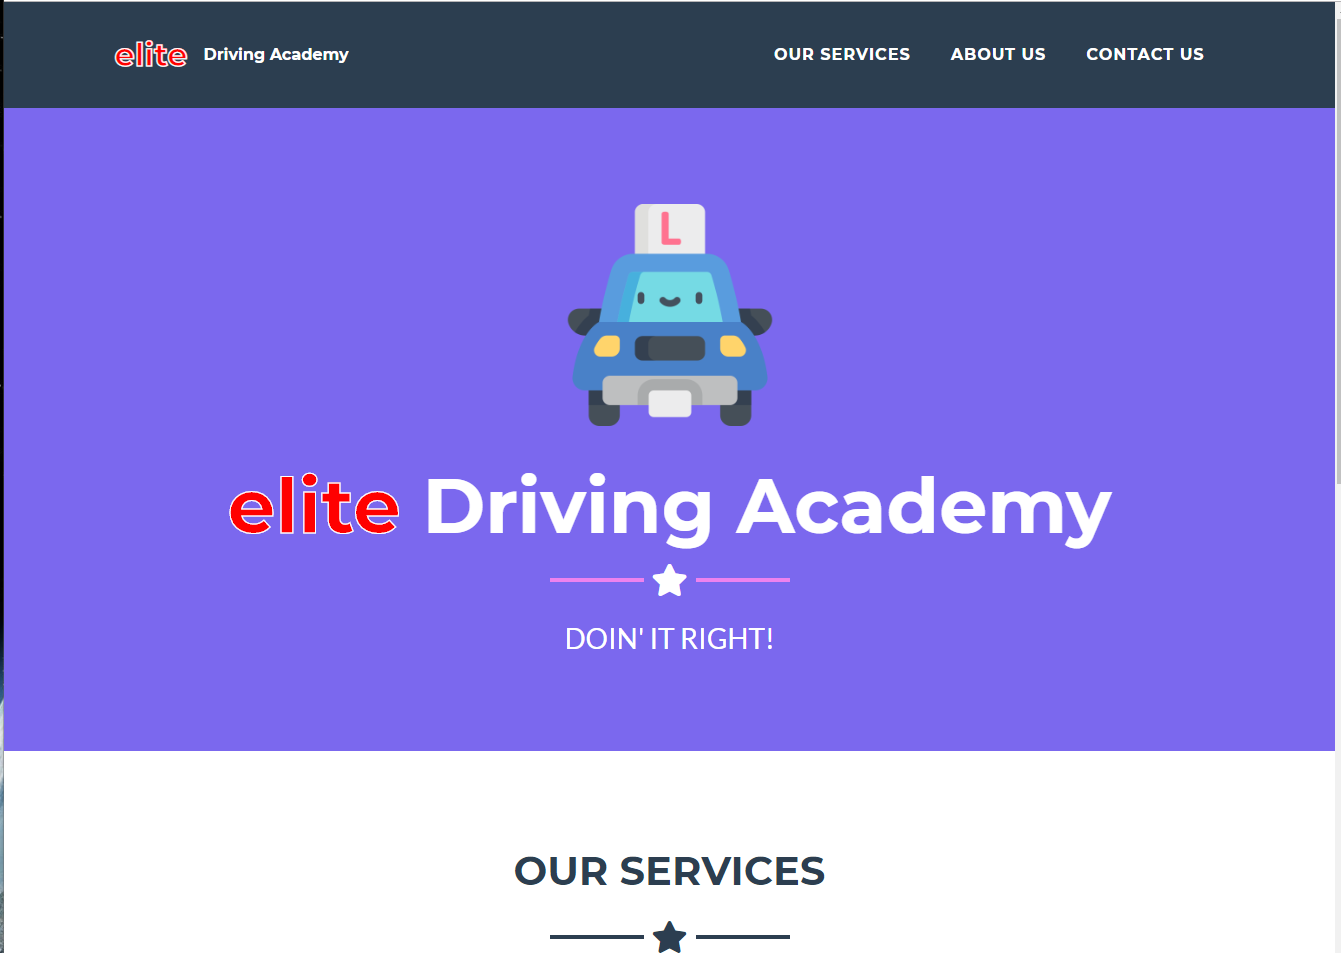 elite Driving Academy OUR SERVICES ABOUT US CONTACT US
L
elite Driving Academy
DOIN' IT RIGHT!
OUR SERVICES